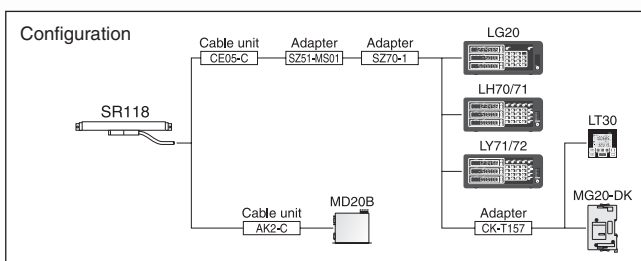 Configuration
Cable unit
CE05-C
Adapter
SZ51-MS01
Adapter
SZ70-1
LG20
SR118
LH70/71
LT30
LY71/72
Cable unit
AK2-C
MD20B
Adapter
CK-T157
MG20-DK